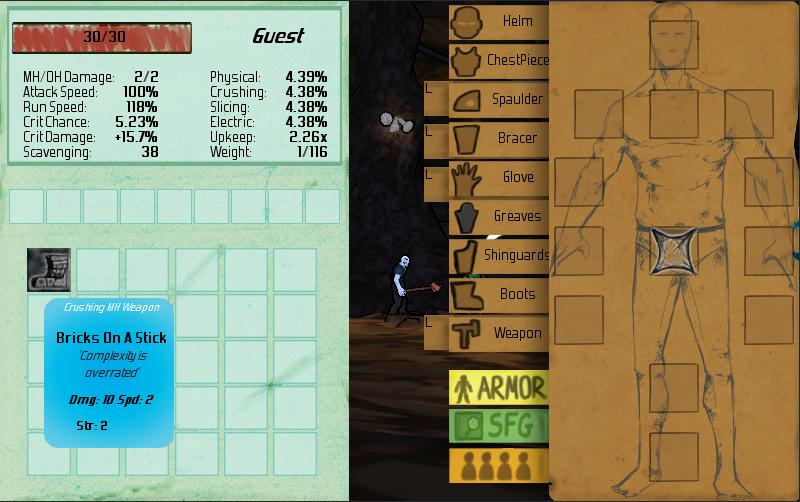 30/30
Guest
MH/OH Damage: 2/2
Attack Speed: 100%
Run Speed: 118%
Crit Chance: 5.23%
Crit Damage: +15.7%
Scavenging: 38
Physical: 4.39%
Crushing: 4.38%
Slicing: 4.38%
Electric: 4.38%
Upkeep: 2.26x
Weight: 1/116
Crushing MH Weapon
Bricks On A Stick
'Complexity is
overrated'
Dmg: 10 Spd: 2
Str: 2
Helm
ChestPiece
L
Spaulder
L
Bracer
L
Glove
Greaves
Shinguards
Boots
L
Weapon
ARMOR
SFG